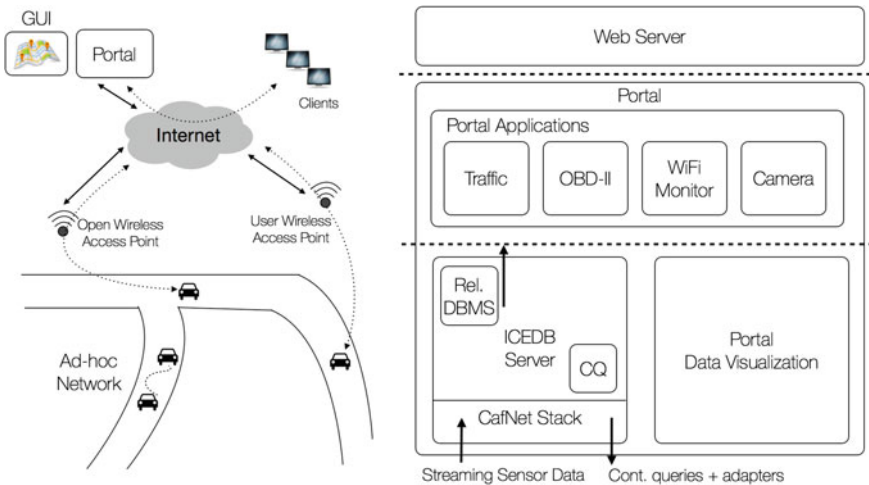 GUI
Portal
Clients
Internet
Open Wireless
Access Point
User Wireless
Access Point
Ad-hoc
Network
Web Server
Portal
Portal Applications
Traffic
OBD-II
WiFi
Monitor
Camera
Rel.
DBMS
ICEDB
Server
CQ
CafNet Stack
Portal
Data Visualization
Streaming Sensor Data
Cont. queries + adapters